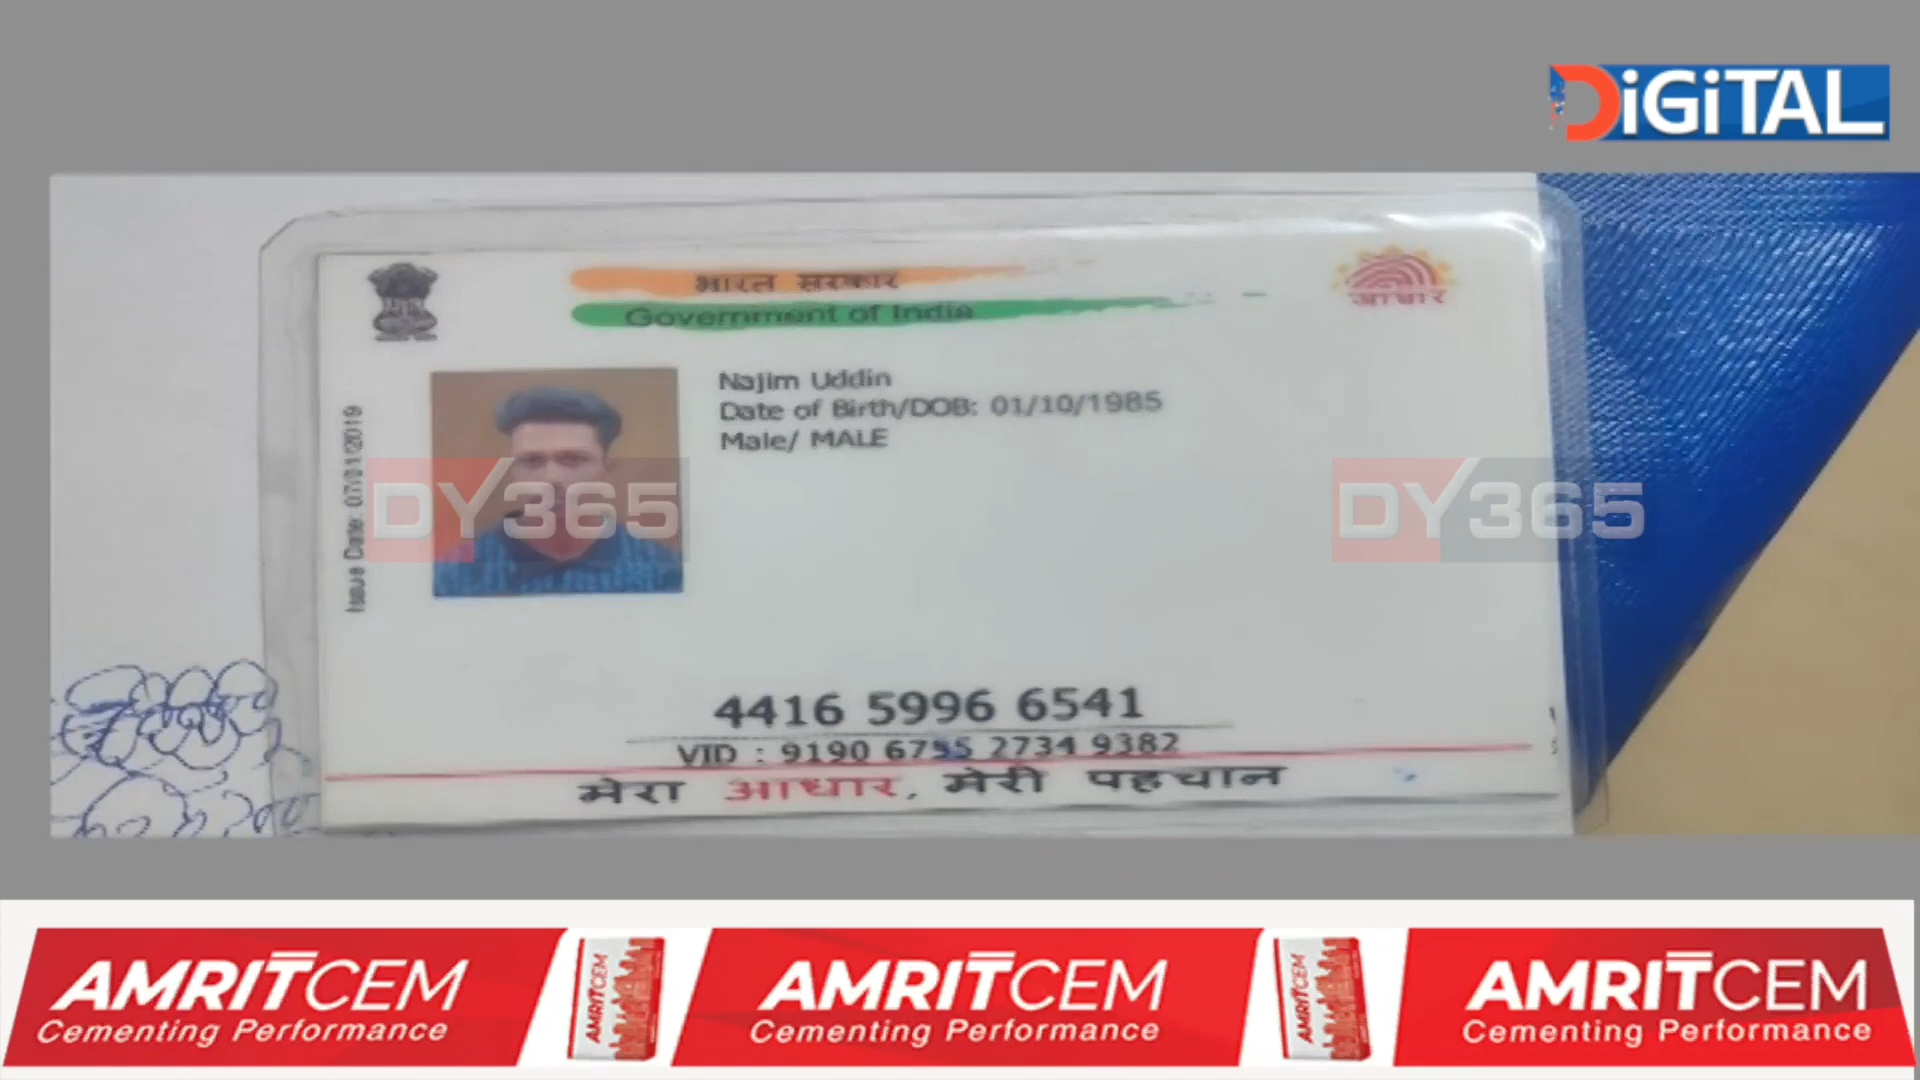 DiGiTAL
भारत सरकार
Government of India
आधार
Najim Uddin
Date of Birth/DOB: 01/10/1985
Male/ MALE
Issue Date: 07/01/2019
DY365
DY365
4416 5996 6541
VID : 9190 6755 2734 9382
मेरा आधार, मेरी पहचान
AMRITCEM
Cementing Performance
AMRITCEM
AMRITCEM
Cementing Performance
AMRITCEM
AMRITCEM
Cementing Performance